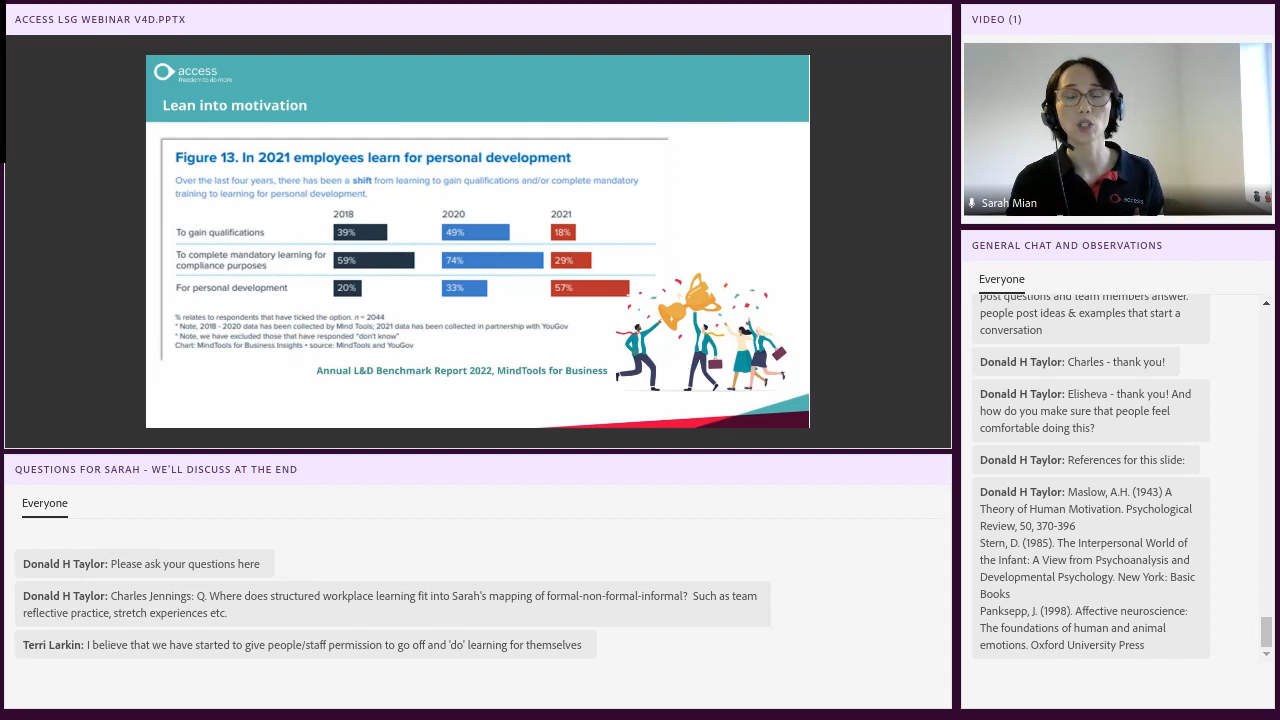 ACCESS LSG WEBINAR V4D.PPTX
access
Freedom to do more
Lean into motivation
Figure 13. In 2021 employees learn for personal development
Over the last four years, there has been a shift from learning to gain qualifications and/or complete mandatory
training to learning for personal development.
2018 2020 2021
To gain qualifications 39% 49% 18%
To complete mandatory learning for
compliance purposes 59% 74% 29%
For personal development 20% 33% 57%
% relates to respondents that have ticked the option. n = 2044
* Note, 2018 - 2020 data has been collected by Mind Tools; 2021 data has been collected in partnership with YouGov
* Note, we have excluded those that have responded "don't know"
Chart: MindTools for Business Insights • source: MindTools and YouGov
Annual L&D Benchmark Report 2022, MindTools for Business
VIDEO (1)
access
Sarah Mian
QUESTIONS FOR SARAH - WE'LL DISCUSS AT THE END
Everyone
Donald H Taylor: Please ask your questions here
Donald H Taylor: Charles Jennings: Q. Where does structured workplace learning fit into Sarah's mapping of formal-non-formal-informal?  Such as team
reflective practice, stretch experiences etc.
Terri Larkin: I believe that we have started to give people/staff permission to go off and 'do' learning for themselves
GENERAL CHAT AND OBSERVATIONS
Everyone
post questions and team members answer.
people post ideas & examples that start a
conversation
Donald H Taylor: Charles - thank you!
Donald H Taylor: Elisheva - thank you! And
how do you make sure that people feel
comfortable doing this?
Donald H Taylor: References for this slide:
Donald H Taylor: Maslow, A.H. (1943) A
Theory of Human Motivation. Psychological
Review, 50, 370-396
Stern, D. (1985). The Interpersonal World of
the Infant: A View from Psychoanalysis and
Developmental Psychology. New York: Basic
Books
Panksepp, J. (1998). Affective neuroscience:
The foundations of human and animal
emotions. Oxford University Press